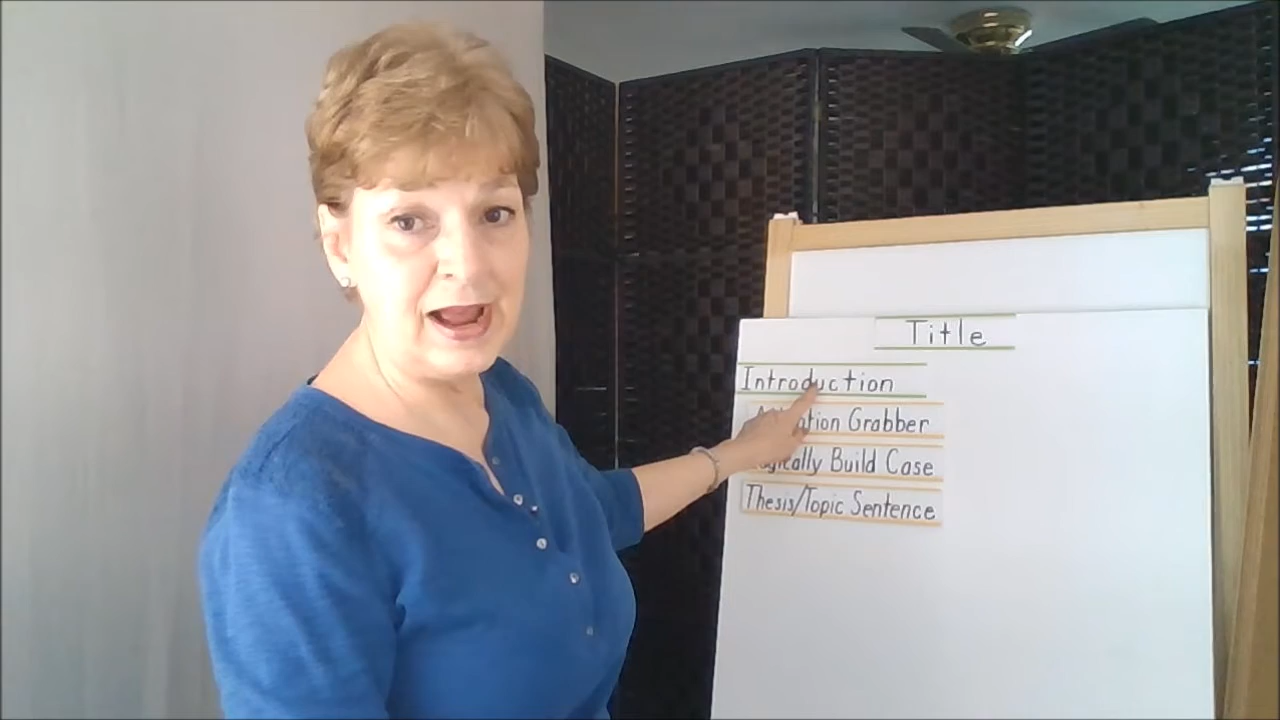 Title
Introduction
Grabber
Build Case
Thesis/Topic Sentence